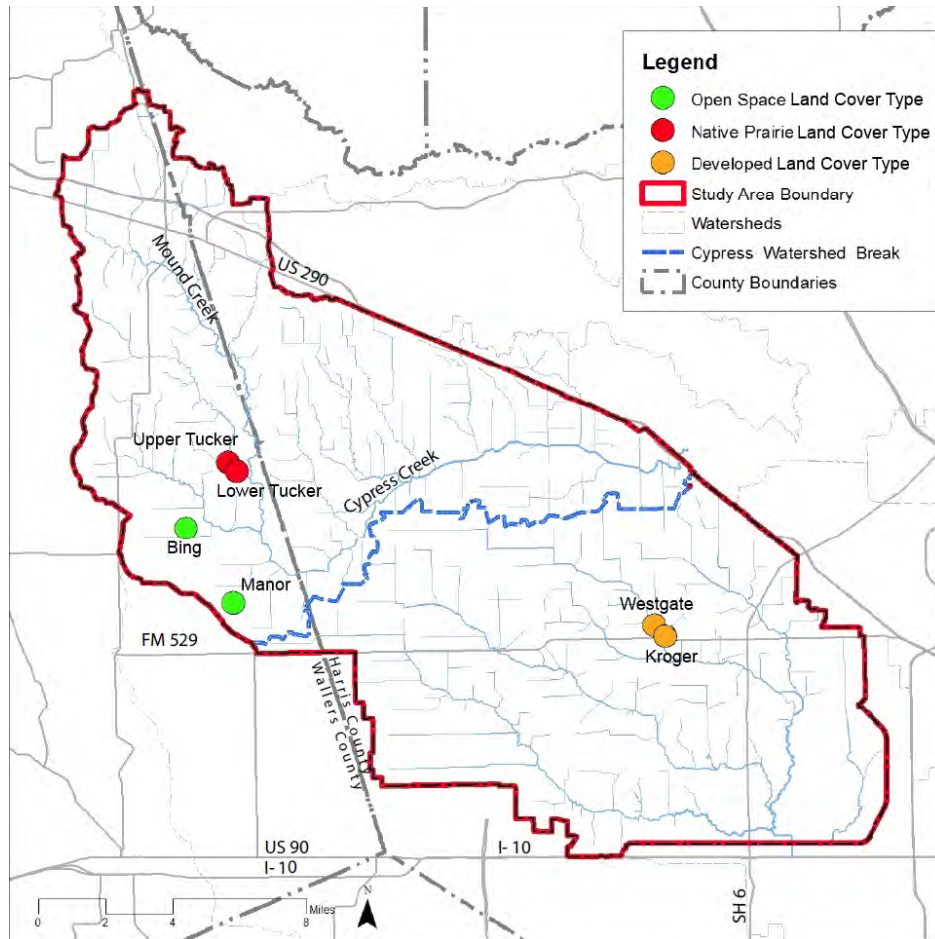 Legend
Open Space Land Cover Type
Native Prairie Land Cover Type
Developed Land Cover Type
Study Area Boundary
Watersheds
Cypress Watershed Break
County Boundaries
US 290
Mound Creek
Upper Tucker
Lower Tucker
Cypress Creek
Bing
Manor
Westgate
Kroger
FM 529
Harris County
Wallers County
US 90
I- 10
I- 10
SH 6
N
0 2 4 8
Miles